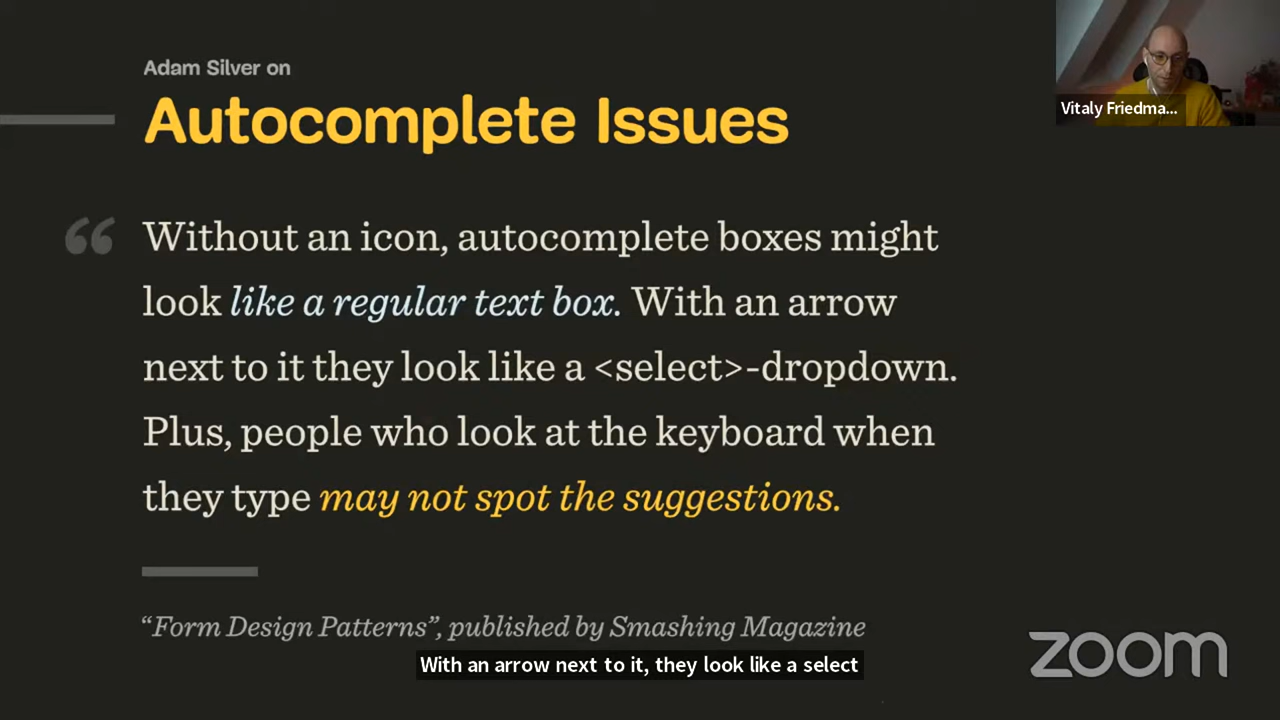 Adam Silver on
Autocomplete Issues
Vitaly Friedma...
“
Without an icon, autocomplete boxes might
look like a regular text box. With an arrow
next to it they look like a <select>-dropdown.
Plus, people who look at the keyboard when
they type may not spot the suggestions.
“Form Design Patterns”, published by Smashing Magazine
With an arrow next to it, they look like a select
zoom